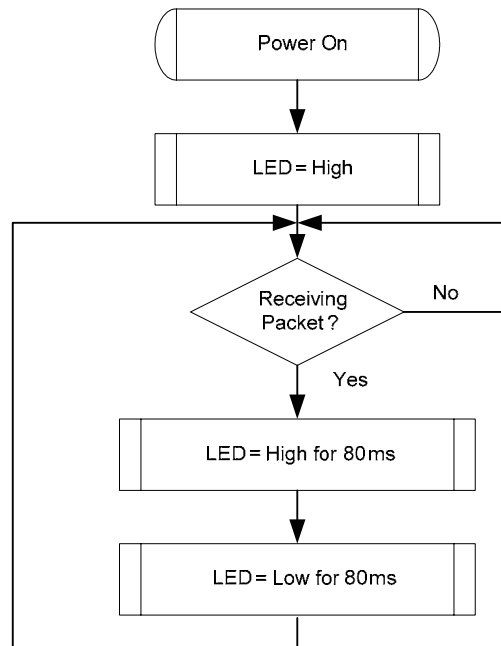 Power On
LED = High
Receiving
Packet ?
No
Yes
LED = High for 80ms
LED = Low for 80ms